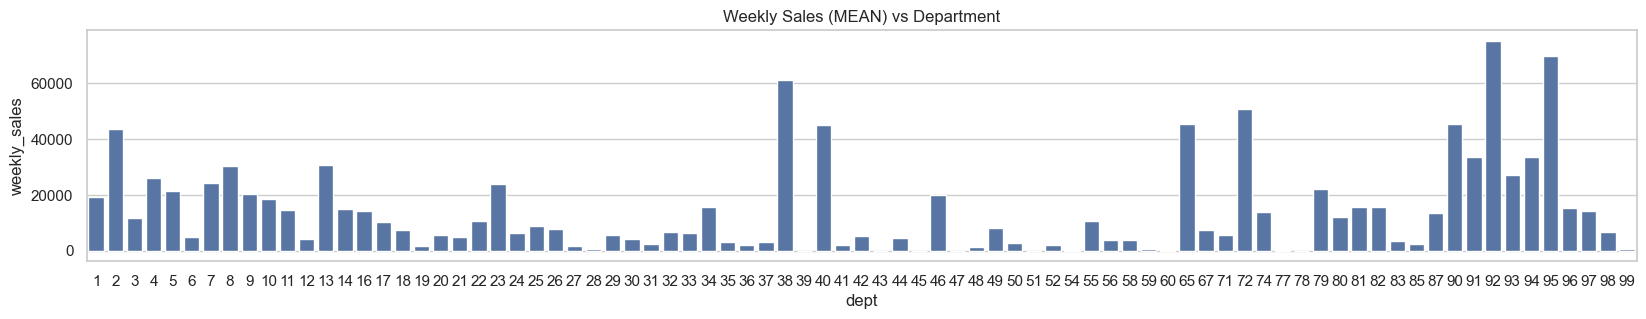 Weekly Sales (MEAN) vs Department
weekly_sales
60000
40000
20000
0
1 2 3 4 5 6 7 8 9 10 11 12 13 14 16 17 18 19 20 21 22 23 24 25 26 27 28 29 30 31 32 33 34 35 36 37 38 39 40 41 42 43 44 45 46 47 48 49 50 51 52 54 55 56 58 59 60 65 67 71 72 74 77 78 79 80 81 82 83 85 87 90 91 92 93 94 95 96 97 98 99
dept